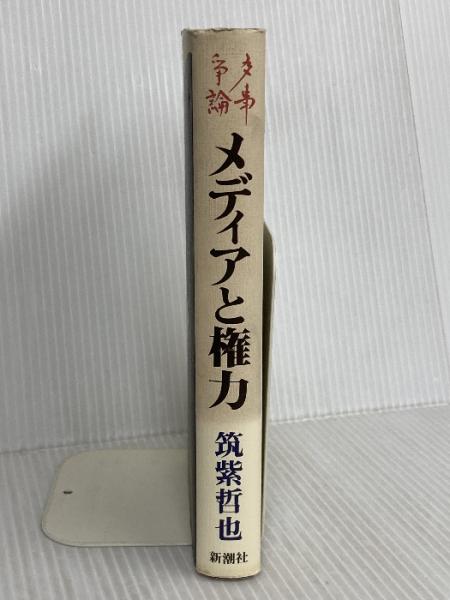 多事
争論
メディアと権力
筑紫哲也
新潮社